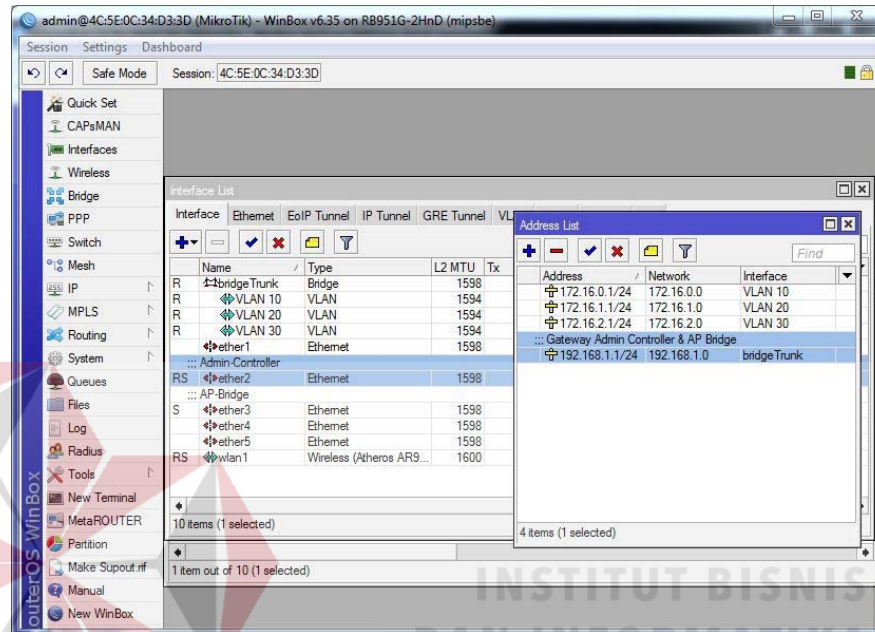 admin@4C:5E:0C:34:D3:3D (MikroTik) - WinBox v6.35 on RB951G-2HnD (mipsbe)
Session Settings Dashboard
Safe Mode Session: 4C:5E:0C:34:D3:3D
Quick Set
CAPsMAN
Interfaces
Wireless
Bridge
PPP
Switch
Mesh
IP
MPLS
Routing
System
Queues
Files
Log
Radius
Tools
New Terminal
MetaROUTER
Partition
Make Supout.rif
Manual
New WinBox
outerOS WinBox
Interface List
Interface Ethernet EoIP Tunnel IP Tunnel GRE Tunnel VL
Name / Type L2 MTU Tx
R bridgeTrunk Bridge 1598
R VLAN 10 VLAN 1594
R VLAN 20 VLAN 1594
R VLAN 30 VLAN 1594
ether1 Ethernet 1598
::: Admin-Controller
RS ether2 Ethernet 1598
::: AP-Bridge
S ether3 Ethernet 1598
ether4 Ethernet 1598
ether5 Ethernet 1598
RS wlan1 Wireless (Atheros AR9... 1600
10 items (1 selected)
1 item out of 10 (1 selected)
Address List
Find
Address / Network Interface
172.16.0.1/24 172.16.0.0 VLAN 10
172.16.1.1/24 172.16.1.0 VLAN 20
172.16.2.1/24 172.16.2.0 VLAN 30
::: Gateway Admin Controller & AP Bridge
192.168.1.1/24 192.168.1.0 bridgeTrunk
4 items (1 selected)
INSTITUT BISNIS
DAN INFORMATIKA